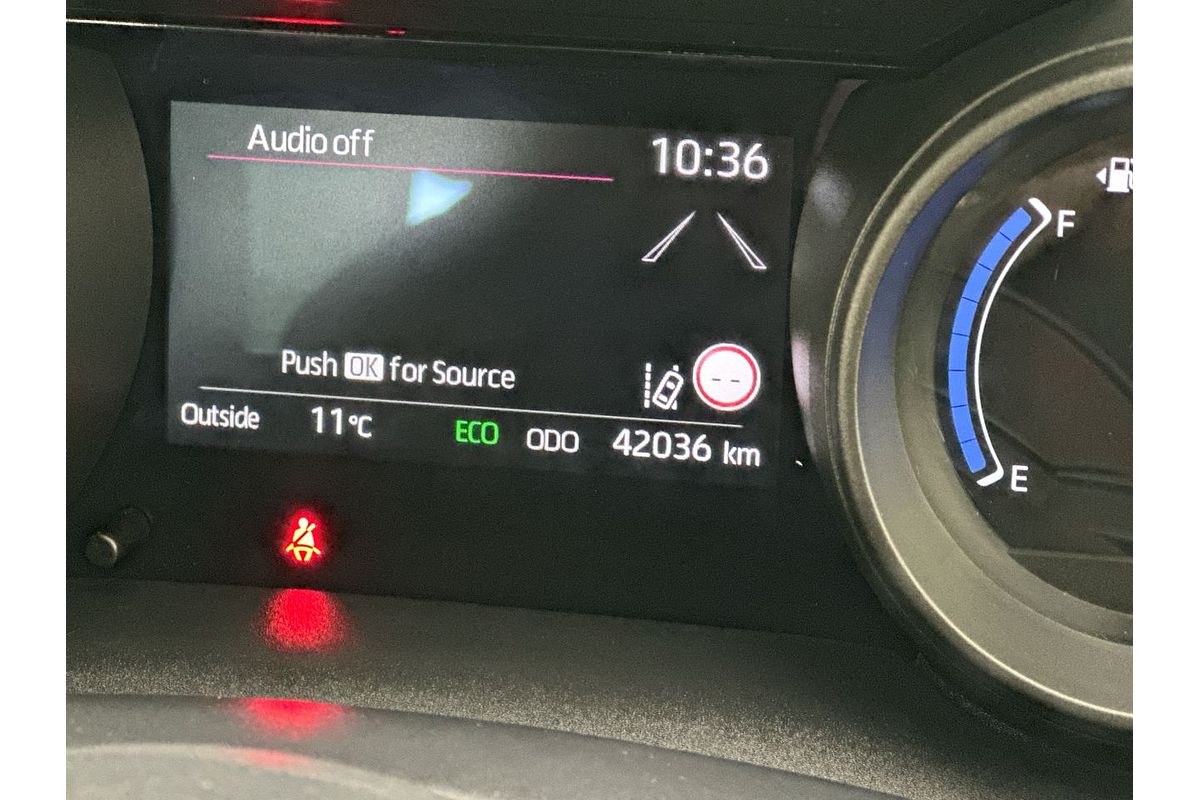 Audio off
10:36
Push OK for Source
--
Outside 11°C ECO ODO 42036 km
F
E